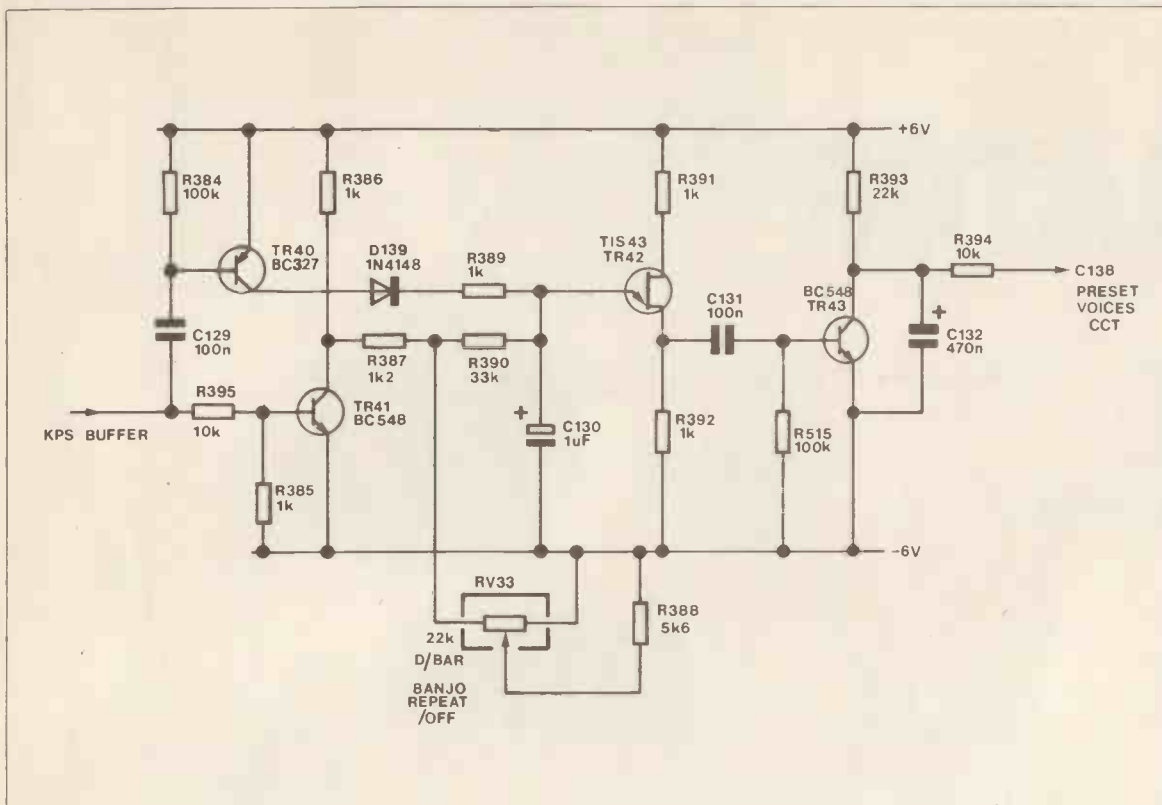 +6V
R384
100k
R386
1k
R391
1k
R393
22k
TR40
BC327
D139
1N4148
R389
1k
TIS43
TR42
R394
10k
C138
PRESET
VOICES
CCT
BC548
TR43
C131
100n
+
C132
470n
C129
100n
R387
1k2
R390
33k
R395
10k
KPS BUFFER
TR41
BC548
+
C130
1uF
R392
1k
R515
100k
R385
1k
-6V
RV33
22k
D/BAR
BANJO
REPEAT
/OFF
R388
5k6